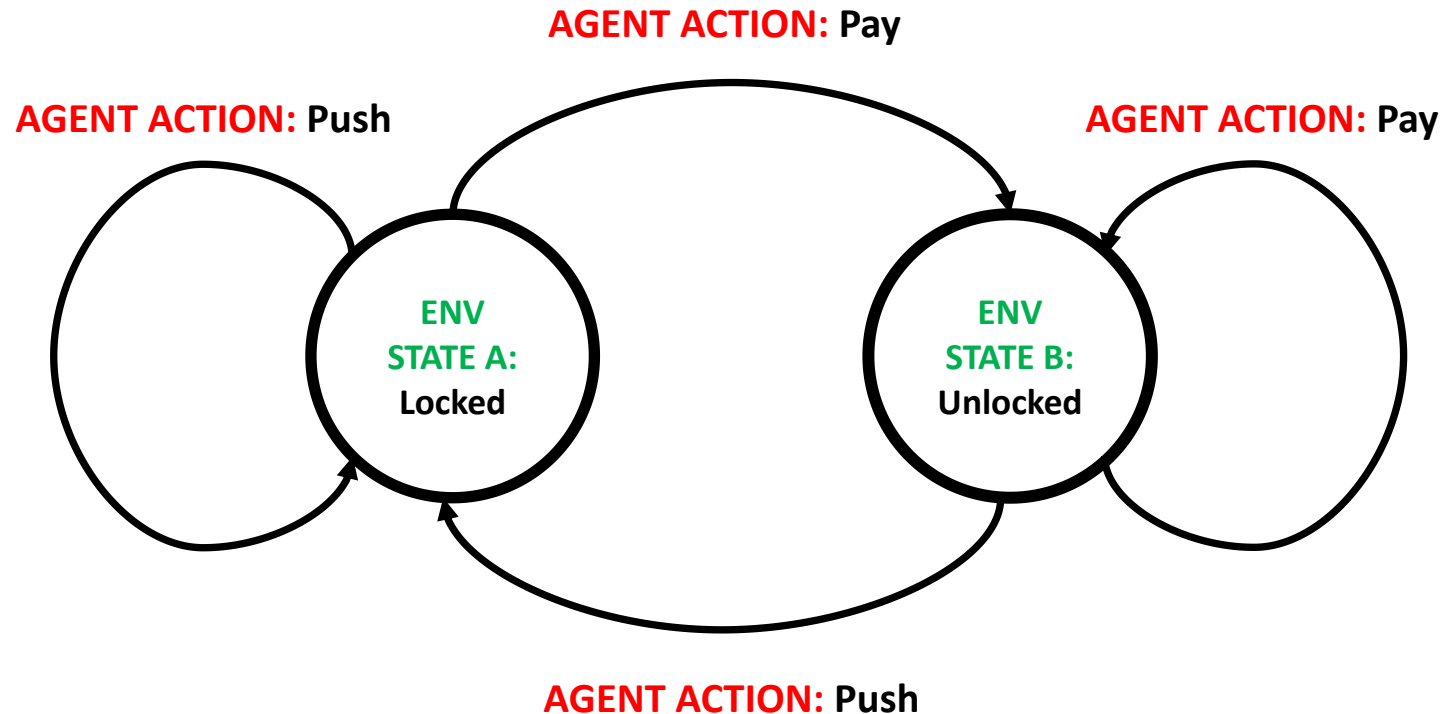 AGENT ACTION: Pay
AGENT ACTION: Push
AGENT ACTION: Pay
ENV
STATE A:
Locked
ENV
STATE B:
Unlocked
AGENT ACTION: Push